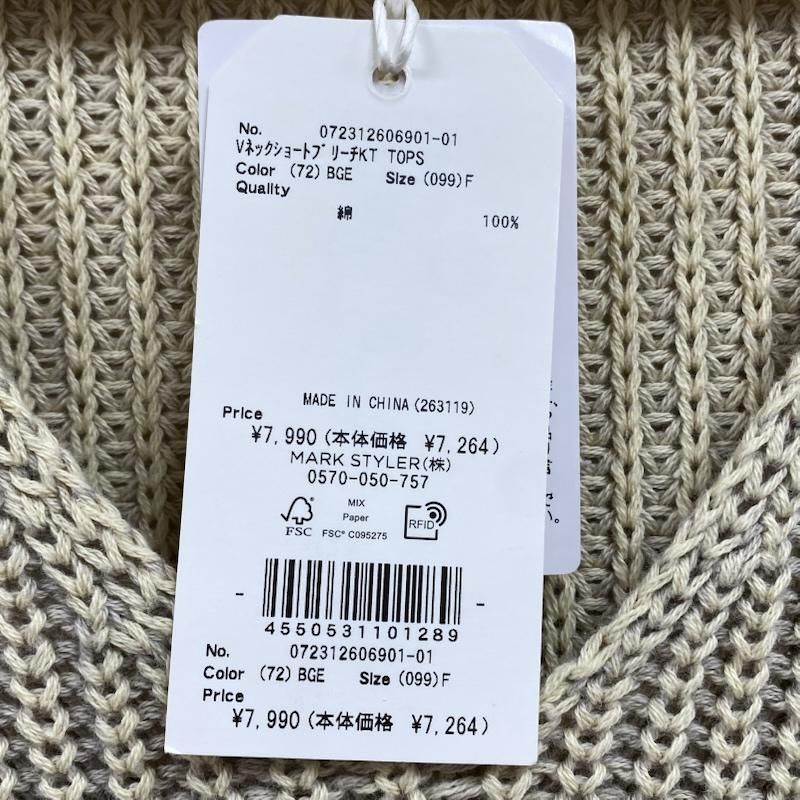 No. 072312606901-01
VネックショートブリーチKT TOPS
Color (72) BGE Size (099) F
Quality
綿 100%
MADE IN CHINA (263119)
Price
¥7,990 (本体価格 ¥7,264)
MARK STYLER (株)
0570-050-757
FSC
MIX
Paper
FSC® C095275
RFID
4550531101289
No. 072312606901-01
Color (72) BGE Size (099) F
Price
¥7,990 (本体価格 ¥7,264)